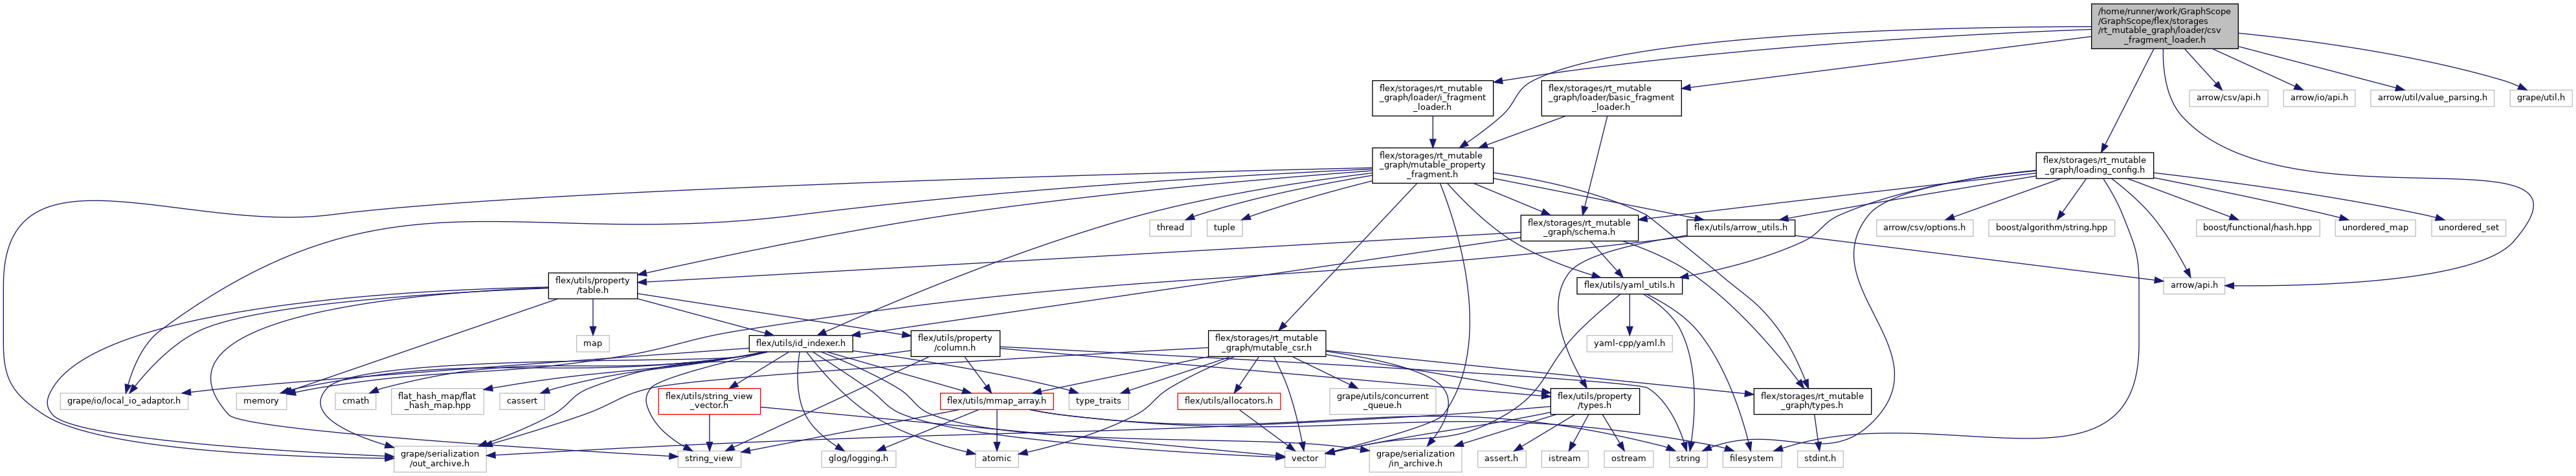 /home/runner/work/GraphScope
/GraphScope/flex/storages
/rt_mutable_graph/loader/csv
_fragment_loader.h
flex/storages/rt_mutable
_graph/loader/i_fragment
_loader.h
flex/storages/rt_mutable
_graph/loader/basic_fragment
_loader.h
arrow/csv/api.h
arrow/io/api.h
arrow/util/value_parsing.h
grape/util.h
flex/storages/rt_mutable
_graph/mutable_property
_fragment.h
flex/storages/rt_mutable
_graph/loading_config.h
thread
tuple
flex/storages/rt_mutable
_graph/schema.h
flex/utils/arrow_utils.h
arrow/csv/options.h
boost/algorithm/string.hpp
boost/functional/hash.hpp
unordered_map
unordered_set
flex/utils/property
/table.h
flex/utils/yaml_utils.h
arrow/api.h
map
flex/utils/id_indexer.h
flex/utils/property
/column.h
flex/storages/rt_mutable
_graph/mutable_csr.h
yaml-cpp/yaml.h
grape/io/local_io_adaptor.h
memory
cmath
flat_hash_map/flat
_hash_map.hpp
cassert
flex/utils/string_view
_vector.h
flex/utils/mmap_array.h
type_traits
flex/utils/allocators.h
grape/utils/concurrent
_queue.h
flex/utils/property
/types.h
flex/storages/rt_mutable
_graph/types.h
grape/serialization
/out_archive.h
string_view
glog/logging.h
atomic
vector
grape/serialization
/in_archive.h
assert.h
istream
ostream
string
filesystem
stdint.h